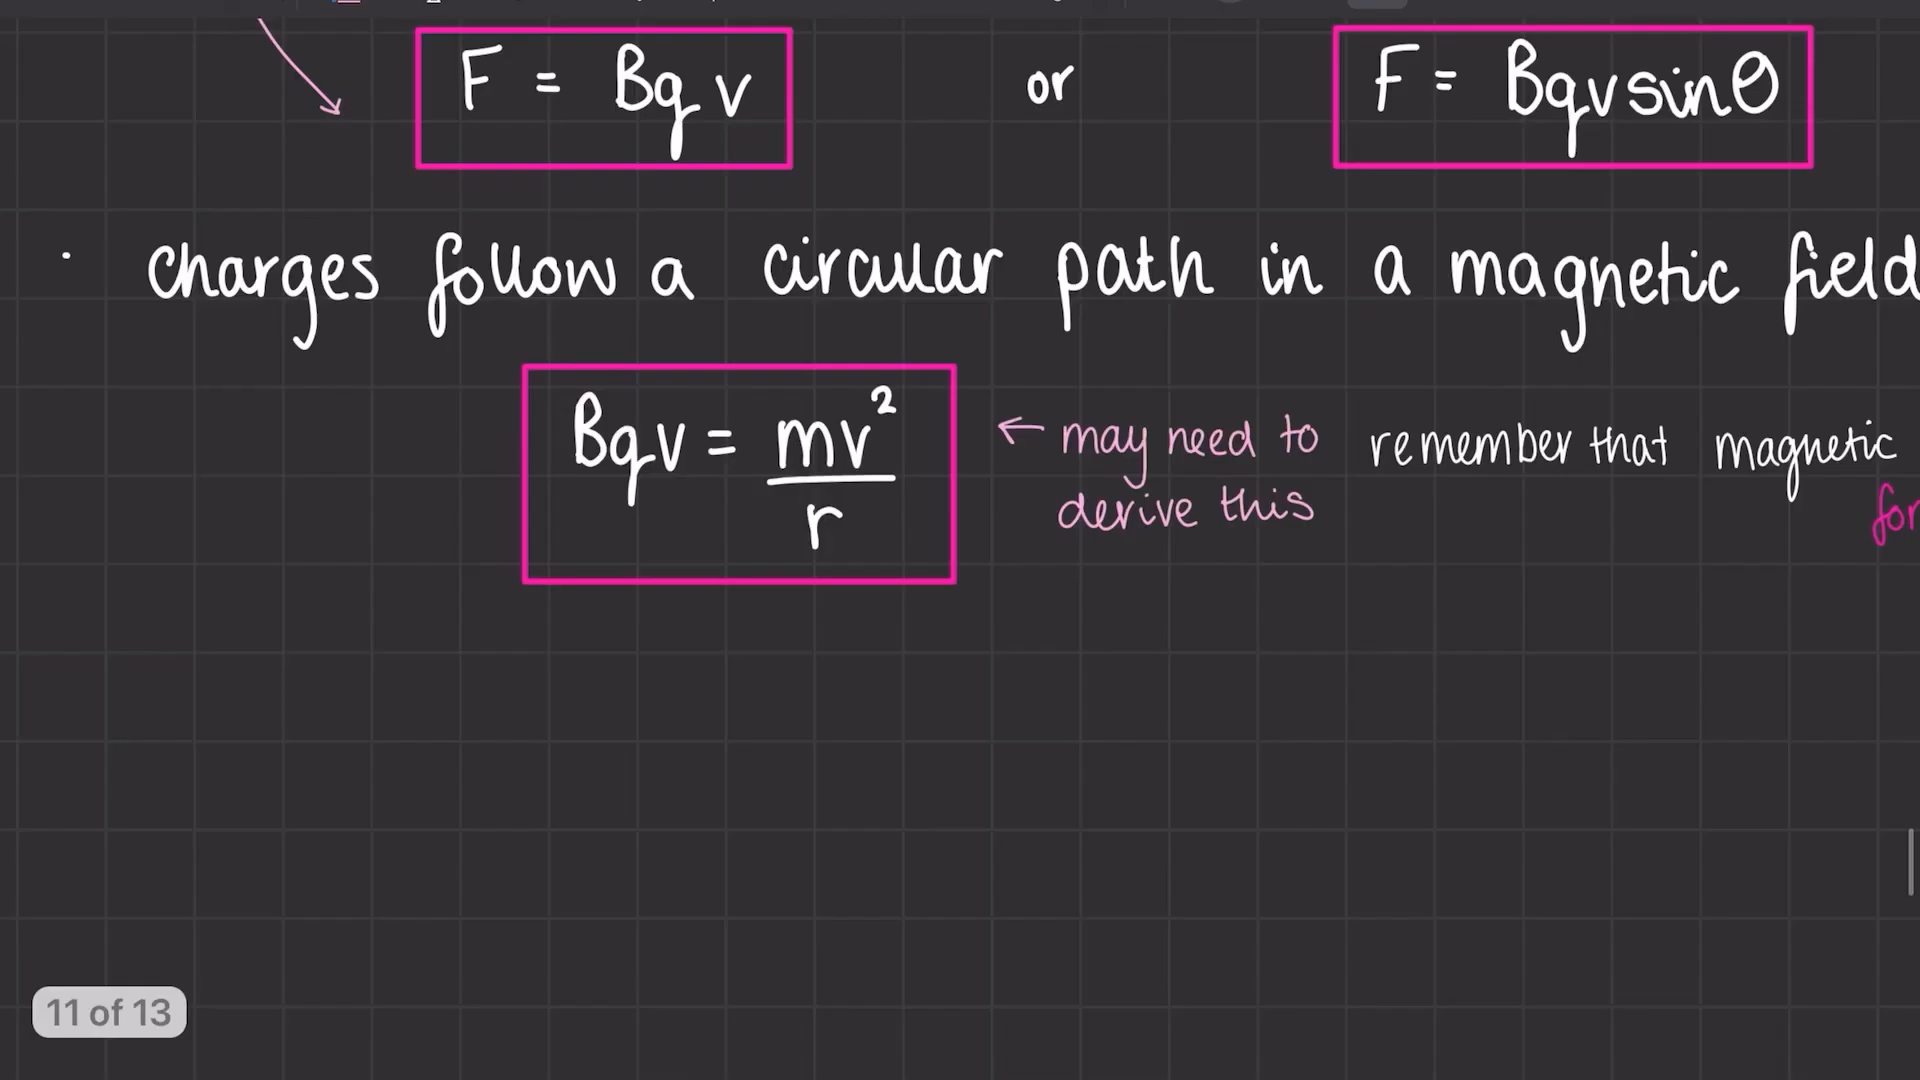 F = Bqv or F = Bqvsinθ
· charges follow a circular path in a magnetic field
Bqv = mv²/r ← may need to remember that magnetic
derive this for
11 of 13